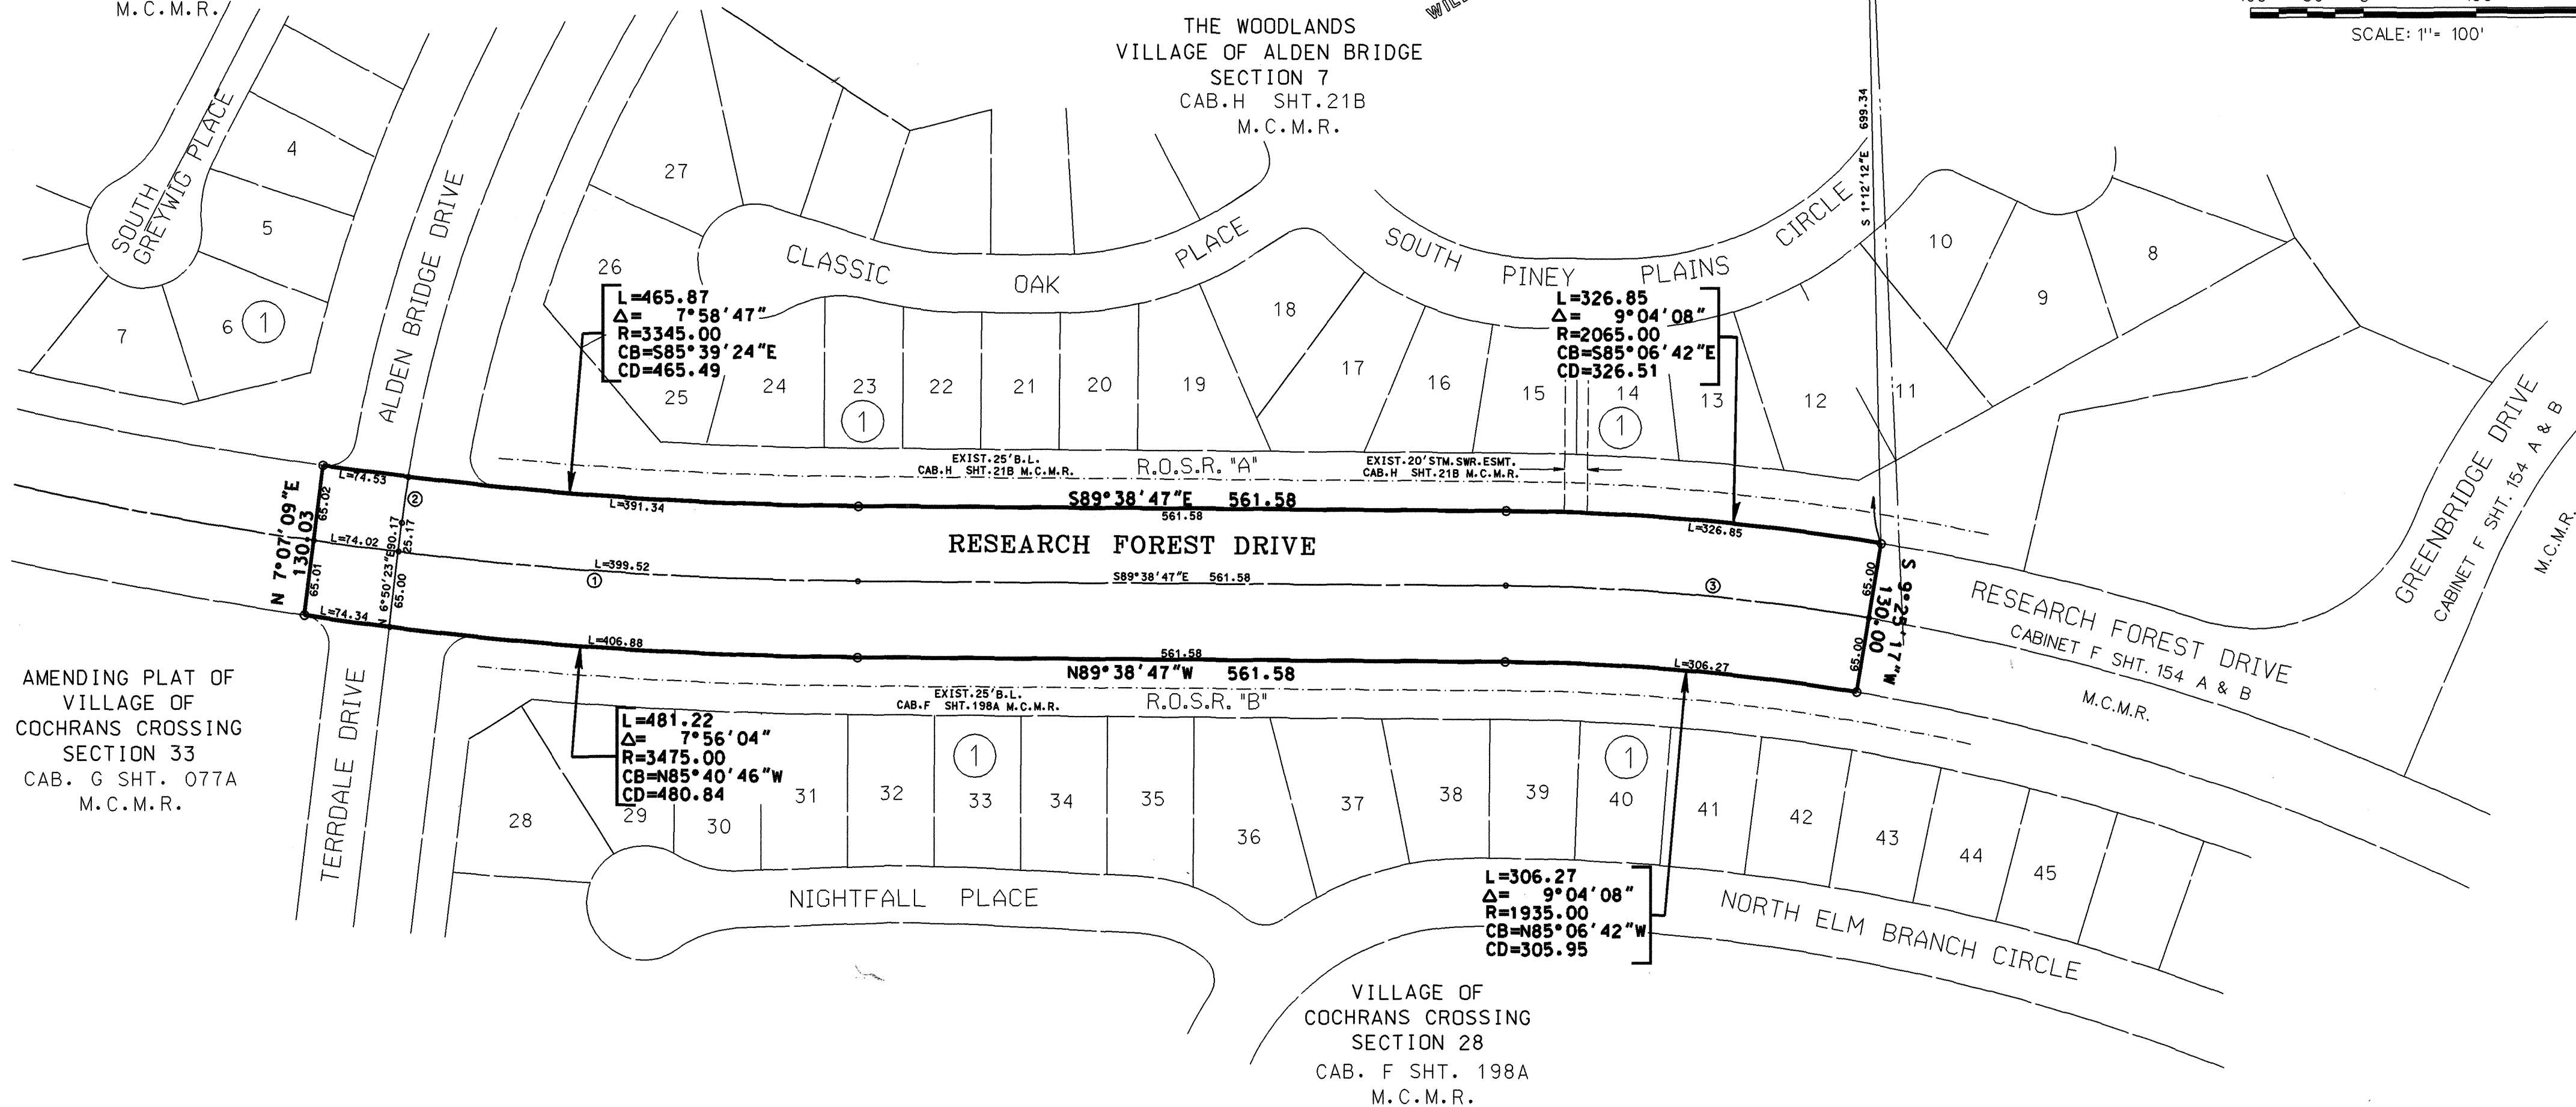 M.C.M.R.
THE WOODLANDS
VILLAGE OF ALDEN BRIDGE
SECTION 7
CAB.H SHT.21B
M.C.M.R.
SCALE: 1"= 100'
S 1°12'12"E 699.34
SOUTH
GREYWIG PLACE
4
5
6
1
7
ALDEN BRIDGE DRIVE
27
26
CLASSIC OAK PLACE
SOUTH PINEY PLAINS CIRCLE
10
9
8
L=465.87
Δ= 7°58'47"
R=3345.00
CB=S85°39'24"E
CD=465.49
L=326.85
Δ= 9°04'08"
R=2065.00
CB=S85°06'42"E
CD=326.51
25
24
23
22
21
20
19
18
17
16
15
14
13
12
11
1
1
GREENBRIDGE DRIVE
CABINET F SHT. 154 A & B
M.C.M.R.
EXIST.25'B.L.
CAB.H SHT.21B M.C.M.R.
R.O.S.R. "A"
EXIST.20'STM.SWR.ESMT.
CAB.H SHT.21B M.C.M.R.
L=74.53
2
L=391.34
S89°38'47"E 561.58
561.58
L=326.85
N 7°07'09"E
130.03
65.02
65.01
L=74.02
N 6°50'23"E
90.17
25.17
65.00
RESEARCH FOREST DRIVE
L=399.52
1
S89°38'47"E 561.58
3
65.00
65.00
S 9°25'17"W
130.00
RESEARCH FOREST DRIVE
CABINET F SHT. 154 A & B
M.C.M.R.
L=74.34
L=406.88
561.58
N89°38'47"W 561.58
L=306.27
AMENDING PLAT OF
VILLAGE OF
COCHRANS CROSSING
SECTION 33
CAB. G SHT. 077A
M.C.M.R.
TERRDALE DRIVE
EXIST.25'B.L.
CAB.F SHT.198A M.C.M.R.
R.O.S.R. "B"
L=481.22
Δ= 7°56'04"
R=3475.00
CB=N85°40'46"W
CD=480.84
28
29
30
31
32
1
33
34
35
36
37
38
39
1
40
41
42
43
44
45
NIGHTFALL PLACE
L=306.27
Δ= 9°04'08"
R=1935.00
CB=N85°06'42"W
CD=305.95
NORTH ELM BRANCH CIRCLE
VILLAGE OF
COCHRANS CROSSING
SECTION 28
CAB. F SHT. 198A
M.C.M.R.